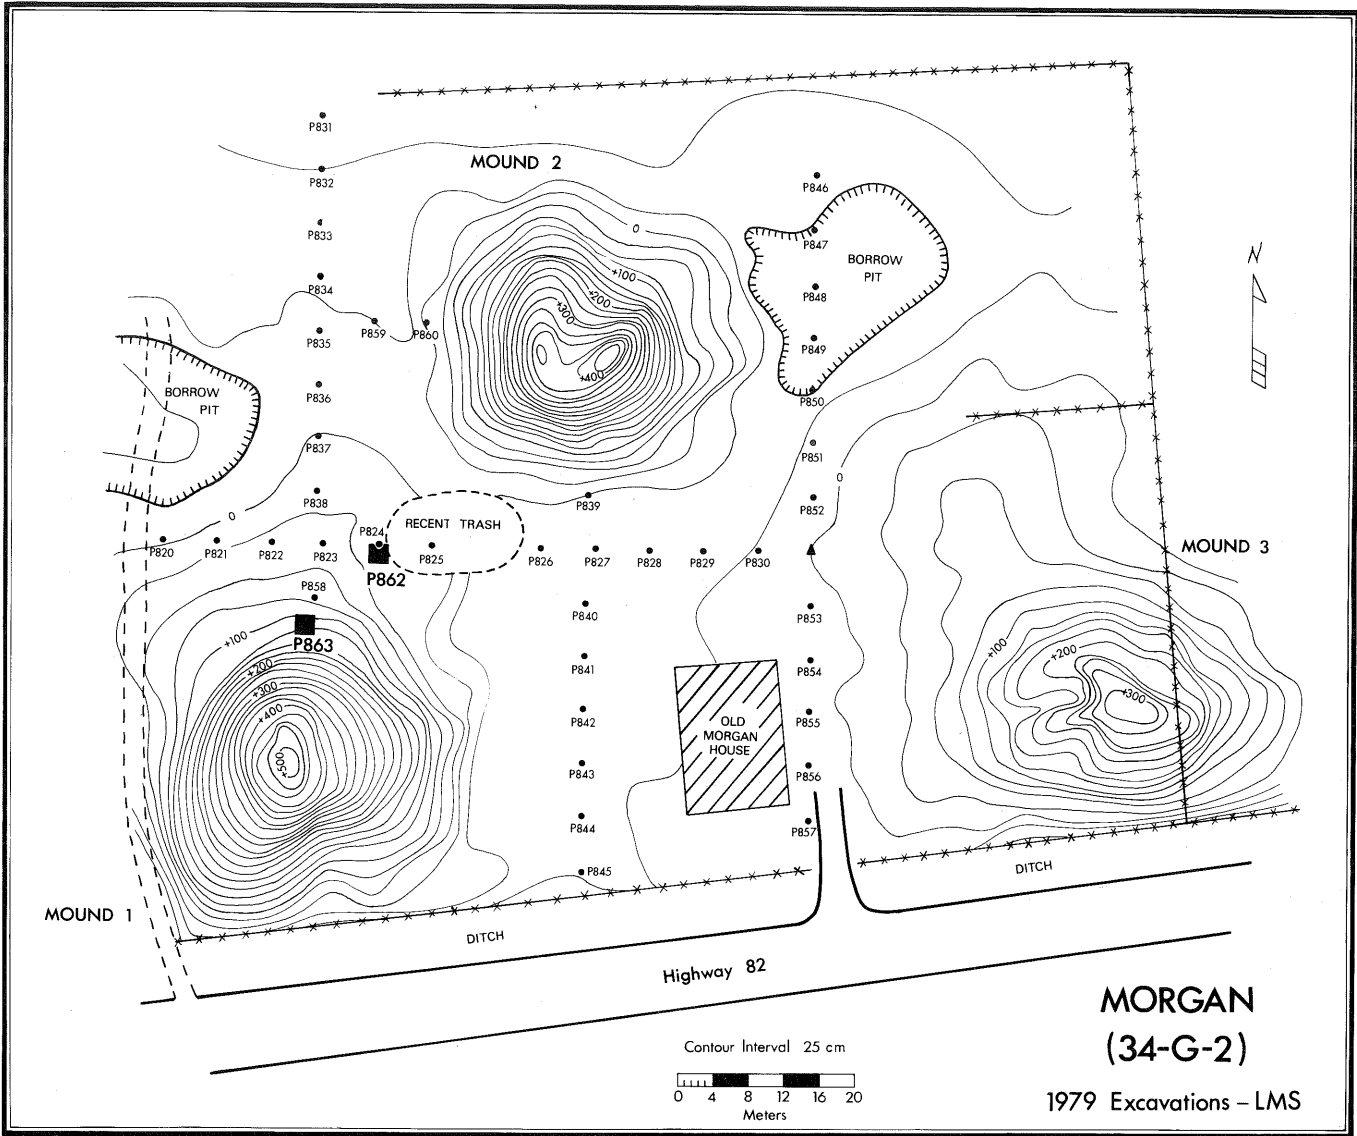 P831
MOUND 2
P832
P846
P833
0
P847
N
BORROW
PIT
+100
P834
P848
+200
+300
P859
P860
P835
P849
+400
BORROW
PIT
P836
P850
P837
P851
0
P838
P839
P852
0
RECENT TRASH
P824
P820
P821
P822
P823
P825
P826
P827
P828
P829
P830
MOUND 3
P862
P858
P840
P853
+100
P863
+100
+200
P841
P854
+200
+300
+300
+400
P842
OLD
MORGAN
HOUSE
P855
+500
P843
P856
P844
P857
P845
DITCH
MOUND 1
DITCH
Highway 82
MORGAN
(34-G-2)
Contour Interval 25 cm
0 4 8 12 16 20
Meters
1979 Excavations – LMS